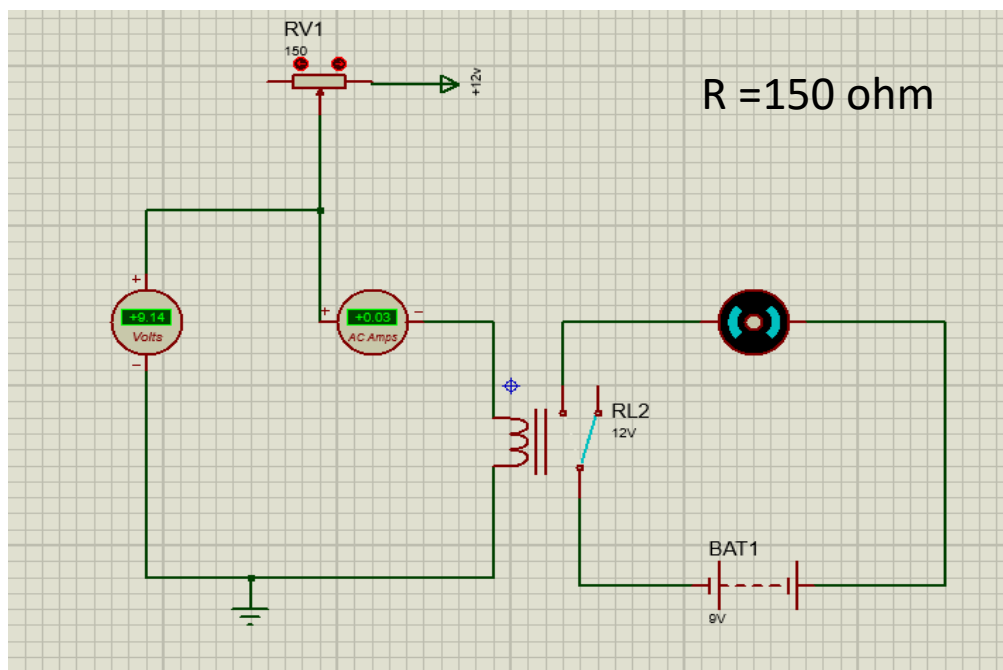 RV1
150
+12v
R =150 ohm
+
+9.14
Volts
−
+
−
+0.03
AC Amps
RL2
12V
BAT1
9V